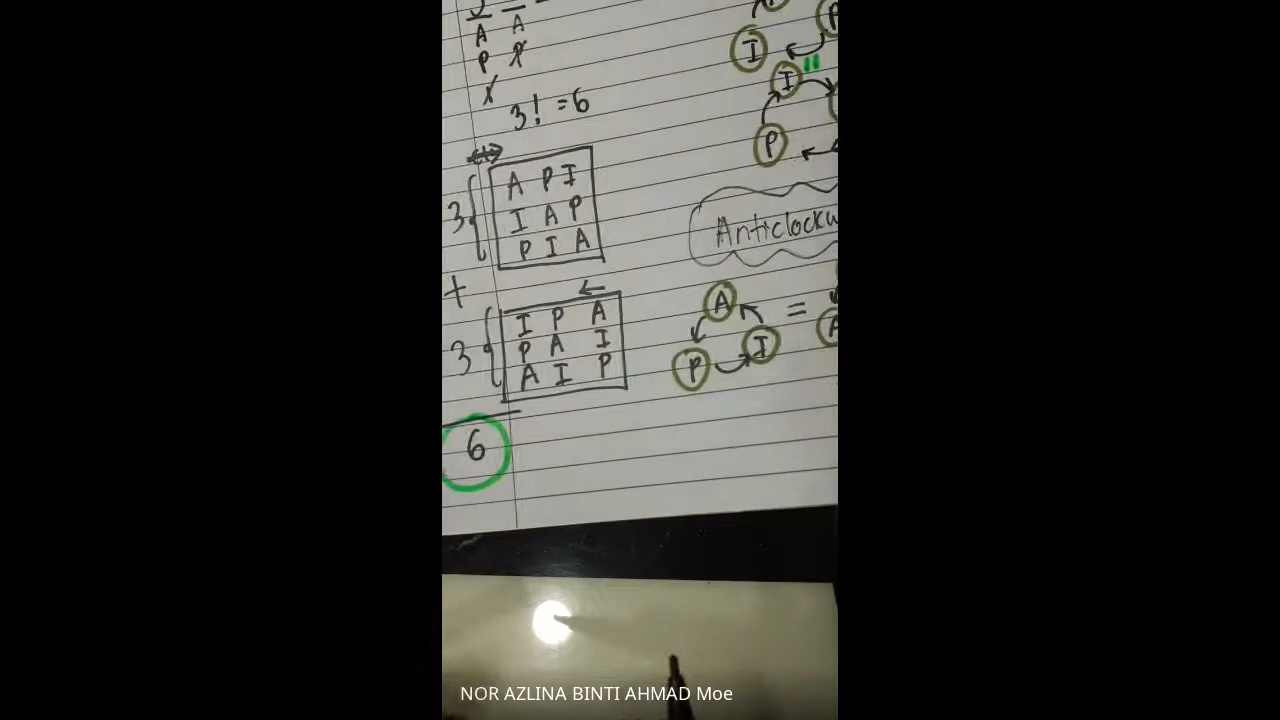 A A
P P
3! = 6
3 { A P I
I A P
P I A
+
3 { I P A
P A I
A I P
6
I
I
P
Anticlockw
A
P I = A
NOR AZLINA BINTI AHMAD Moe